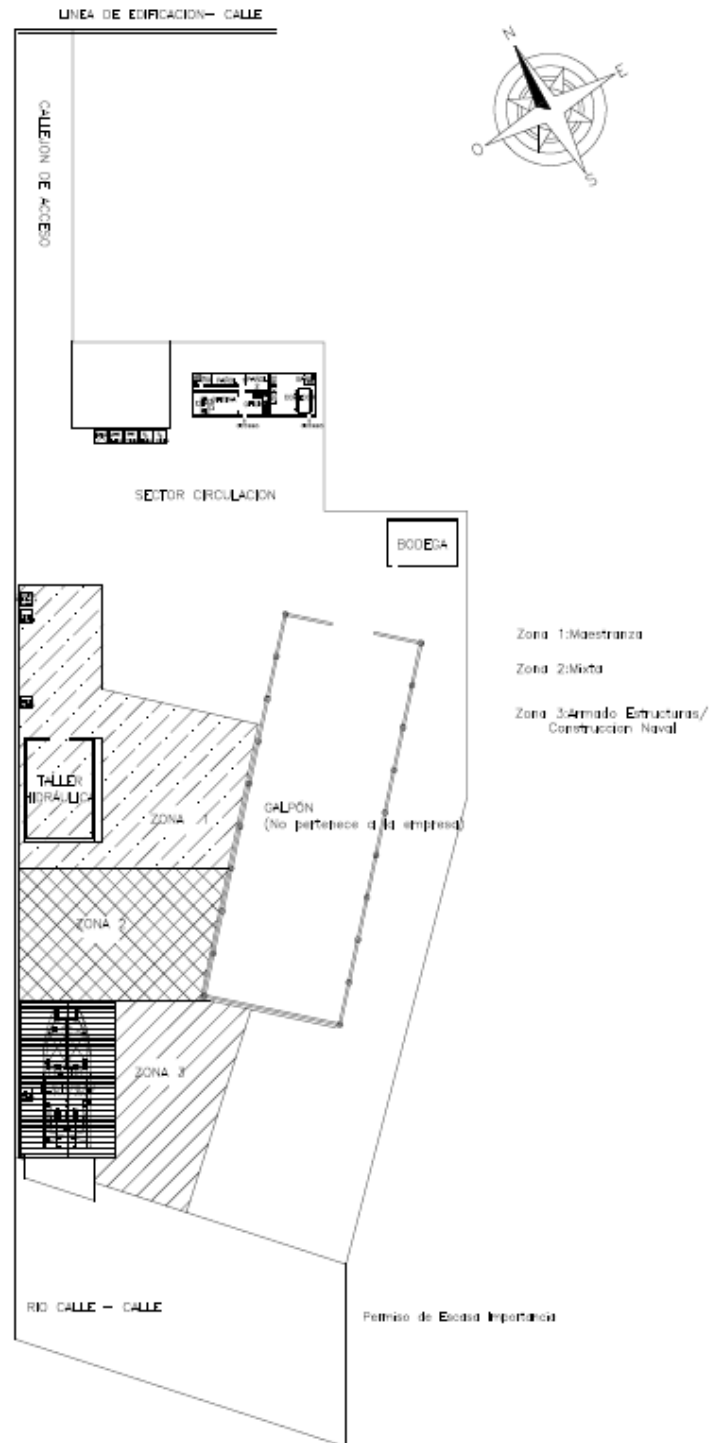 LINEA DE EDIFICACION- CALLE
N
E
O
S
CALLEJON DE ACCESO
SECTOR CIRCULACION
BODEGA
Zona 1:Maestranza
Zona 2:Mixta
Zona 3:Armado Estructuras/
Construccion Naval
TALLER
HIDRÁULICA
ZONA 1
GALPÓN
(No pertenece a la empresa)
ZONA 2
ZONA 3
RIO CALLE - CALLE
Permiso de Escasa Importancia